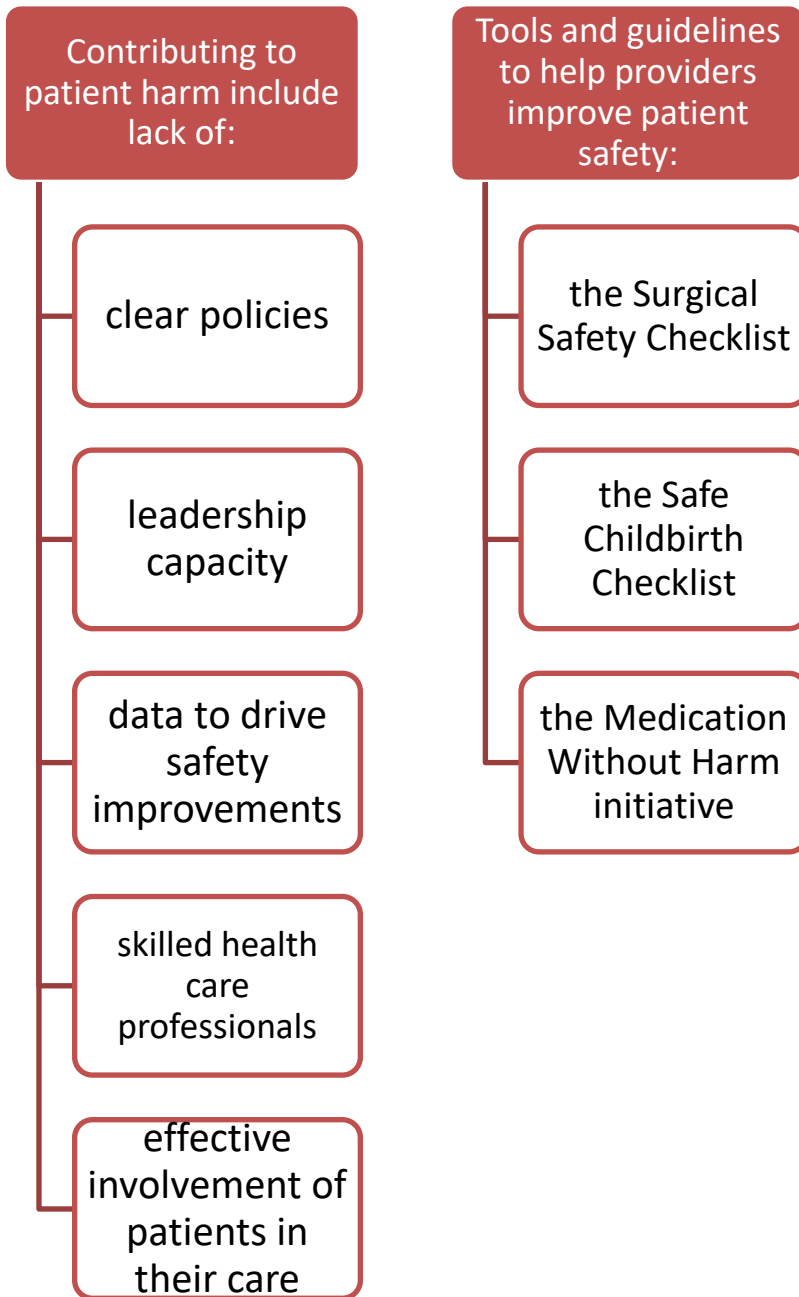 Contributing to
patient harm include
lack of:
clear policies
leadership
capacity
data to drive
safety
improvements
skilled health
care
professionals
effective
involvement of
patients in
their care
Tools and guidelines
to help providers
improve patient
safety:
the Surgical
Safety Checklist
the Safe
Childbirth
Checklist
the Medication
Without Harm
initiative